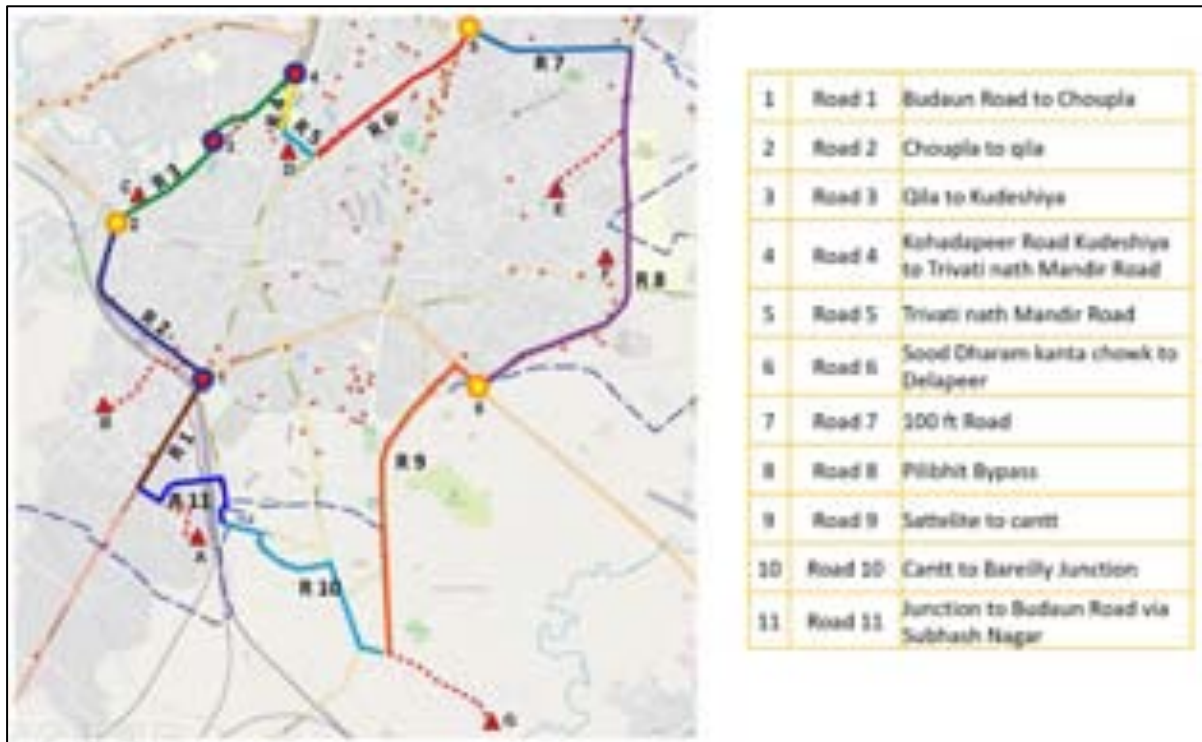 R 7
R 4
R 5
R 6
R 3
C
D
E
2
R 8
R 2
B
R 1
R 9
R 11
A
R 10
G
1 Road 1 Budaun Road to Choupla
2 Road 2 Choupla to qila
3 Road 3 Qila to Kudeshiya
4 Road 4 Kohadapeer Road Kudeshiya
to Trivati nath Mandir Road
5 Road 5 Trivati nath Mandir Road
6 Road 6 Sood Dharam kanta chowk to
Delapeer
7 Road 7 100 ft Road
8 Road 8 Pilibhit Bypass
9 Road 9 Sattelite to cantt
10 Road 10 Cantt to Bareilly Junction
11 Road 11 Junction to Budaun Road via
Subhash Nagar